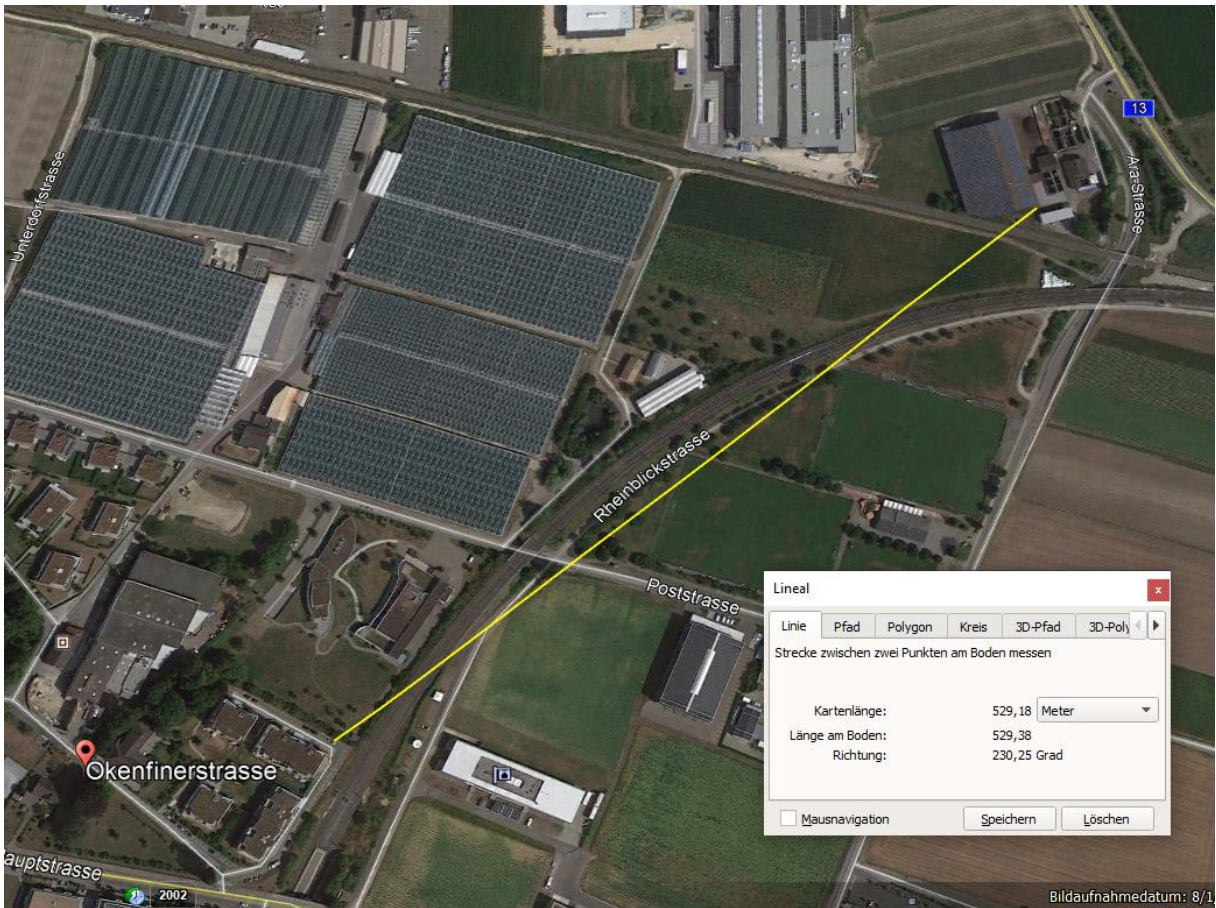 13
Ara-Strasse
Unterdorfstrasse
Rheinblickstrasse
Poststrasse
Lineal
Linie Pfad Polygon Kreis 3D-Pfad 3D-Poly
Strecke zwischen zwei Punkten am Boden messen
Kartenlänge: 529,18 Meter
Länge am Boden: 529,38
Richtung: 230,25 Grad
Mausnavigation Speichern Löschen
Okenfinerstrasse
auptstrasse
2002
Bildaufnahmedatum: 8/1